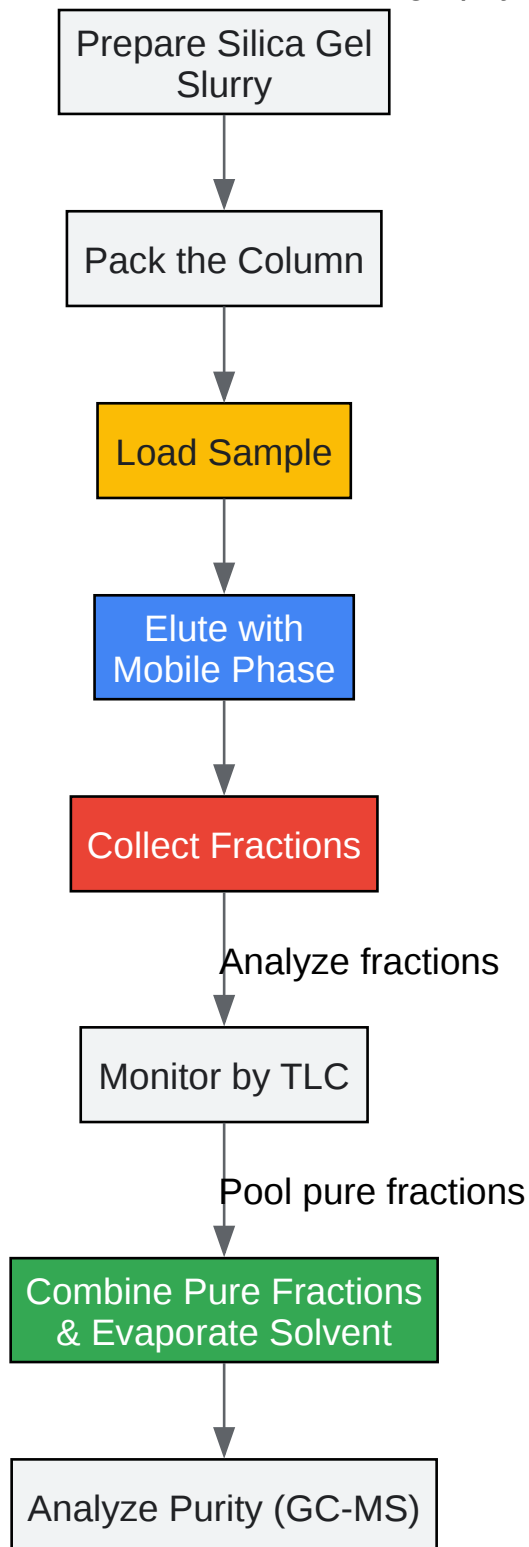 Prepare Silica Gel
Slurry
Pack the Column
Load Sample
Elute with
Mobile Phase
Collect Fractions
Analyze fractions
Monitor by TLC
Pool pure fractions
Combine Pure Fractions
& Evaporate Solvent
Analyze Purity (GC-MS)